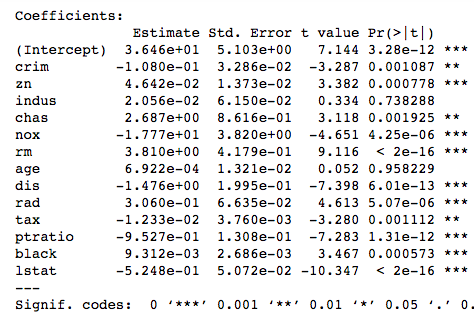 Coefficients:
              Estimate Std. Error t value Pr(>|t|)
(Intercept)  3.646e+01  5.103e+00   7.144 3.28e-12 ***
crim        -1.080e-01  3.286e-02  -3.287 0.001087 **
zn           4.642e-02  1.373e-02   3.382 0.000778 ***
indus        2.056e-02  6.150e-02   0.334 0.738288
chas         2.687e+00  8.616e-01   3.118 0.001925 **
nox         -1.777e+01  3.820e+00  -4.651 4.25e-06 ***
rm           3.810e+00  4.179e-01   9.116  < 2e-16 ***
age          6.922e-04  1.321e-02   0.052 0.958229
dis         -1.476e+00  1.995e-01  -7.398 6.01e-13 ***
rad          3.060e-01  6.635e-02   4.613 5.07e-06 ***
tax         -1.233e-02  3.760e-03  -3.280 0.001112 **
ptratio     -9.527e-01  1.308e-01  -7.283 1.31e-12 ***
black        9.312e-03  2.686e-03   3.467 0.000573 ***
lstat       -5.248e-01  5.072e-02 -10.347  < 2e-16 ***
---
Signif. codes:  0 ‘***’ 0.001 ‘**’ 0.01 ‘*’ 0.05 ‘.’ 0.